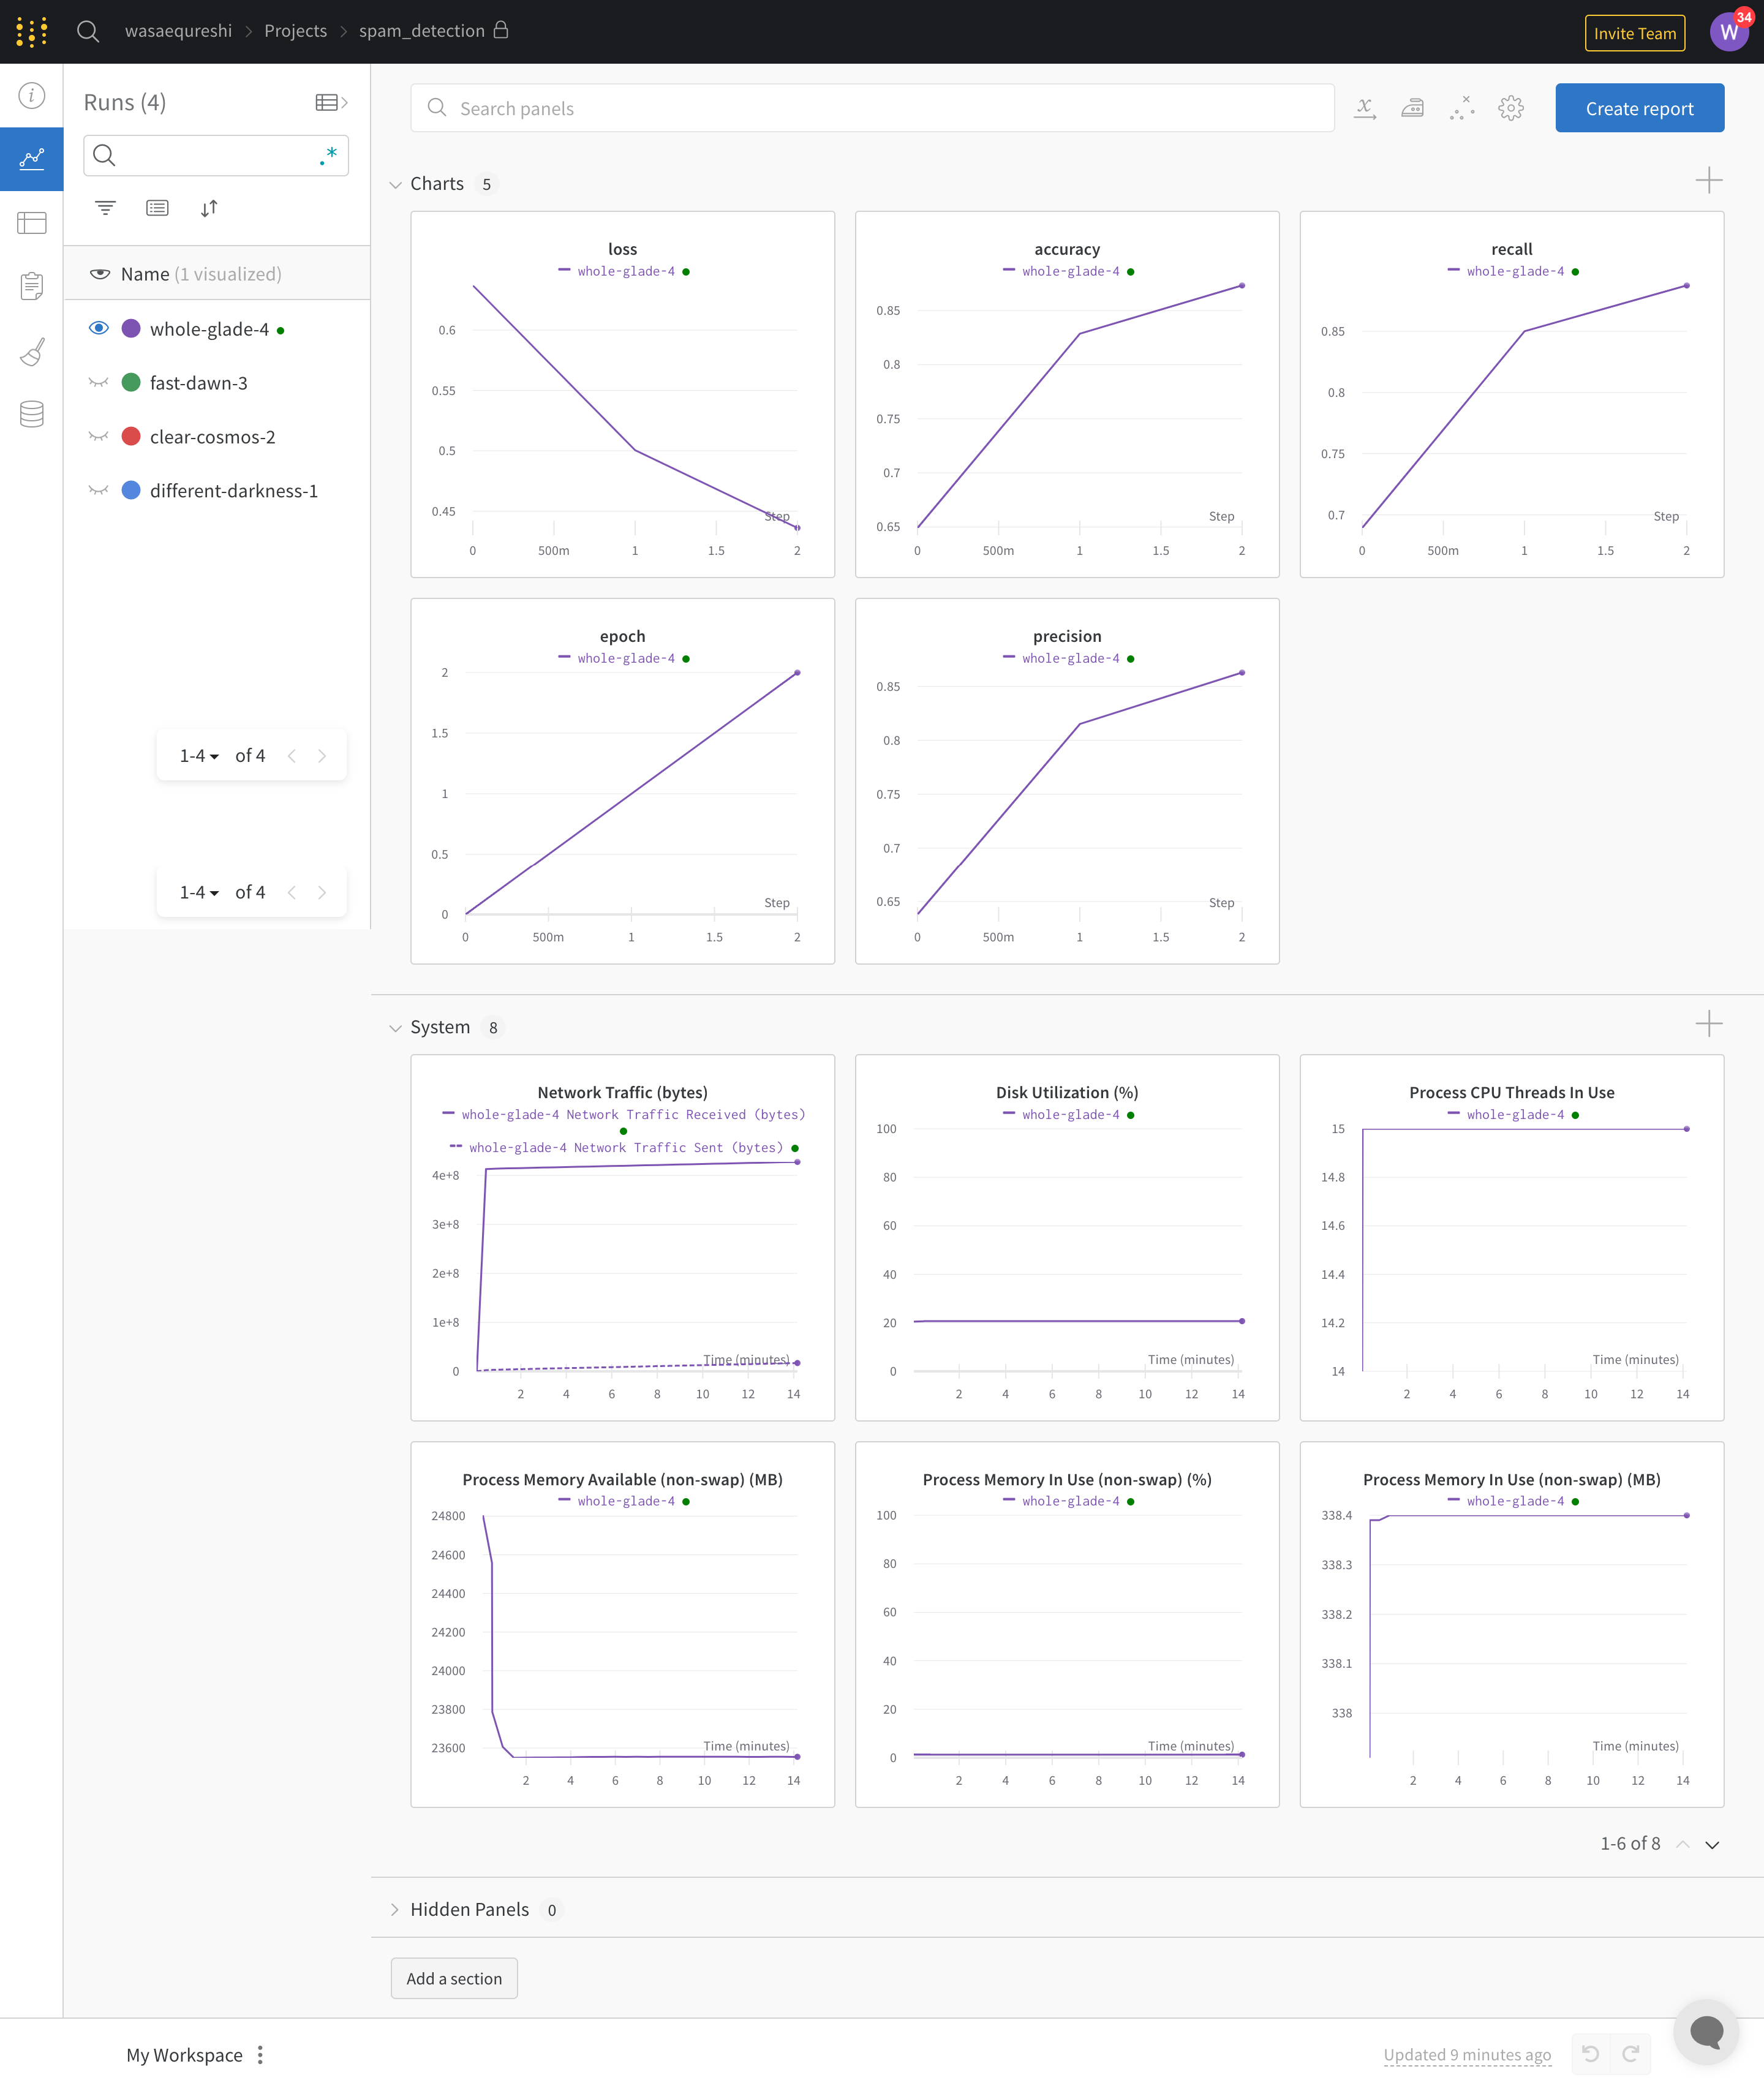 wasaequreshi > Projects > spam_detection
Invite Team
W
34
Runs (4)
.*
Name (1 visualized)
whole-glade-4
fast-dawn-3
clear-cosmos-2
different-darkness-1
1-4 of 4
1-4 of 4
Search panels
Create report
Charts 5
loss
whole-glade-4
0.6
0.55
0.5
0.45
Step
0 500m 1 1.5 2
accuracy
whole-glade-4
0.85
0.8
0.75
0.7
0.65
Step
0 500m 1 1.5 2
recall
whole-glade-4
0.85
0.8
0.75
0.7
Step
0 500m 1 1.5 2
epoch
whole-glade-4
2
1.5
1
0.5
0
Step
0 500m 1 1.5 2
precision
whole-glade-4
0.85
0.8
0.75
0.7
0.65
Step
0 500m 1 1.5 2
System 8
Network Traffic (bytes)
whole-glade-4 Network Traffic Received (bytes)
whole-glade-4 Network Traffic Sent (bytes)
4e+8
3e+8
2e+8
1e+8
0
Time (minutes)
2 4 6 8 10 12 14
Disk Utilization (%)
whole-glade-4
100
80
60
40
20
0
Time (minutes)
2 4 6 8 10 12 14
Process CPU Threads In Use
whole-glade-4
15
14.8
14.6
14.4
14.2
14
Time (minutes)
2 4 6 8 10 12 14
Process Memory Available (non-swap) (MB)
whole-glade-4
24800
24600
24400
24200
24000
23800
23600
Time (minutes)
2 4 6 8 10 12 14
Process Memory In Use (non-swap) (%)
whole-glade-4
100
80
60
40
20
0
Time (minutes)
2 4 6 8 10 12 14
Process Memory In Use (non-swap) (MB)
whole-glade-4
338.4
338.3
338.2
338.1
338
Time (minutes)
2 4 6 8 10 12 14
1-6 of 8
Hidden Panels 0
Add a section
My Workspace
Updated 9 minutes ago